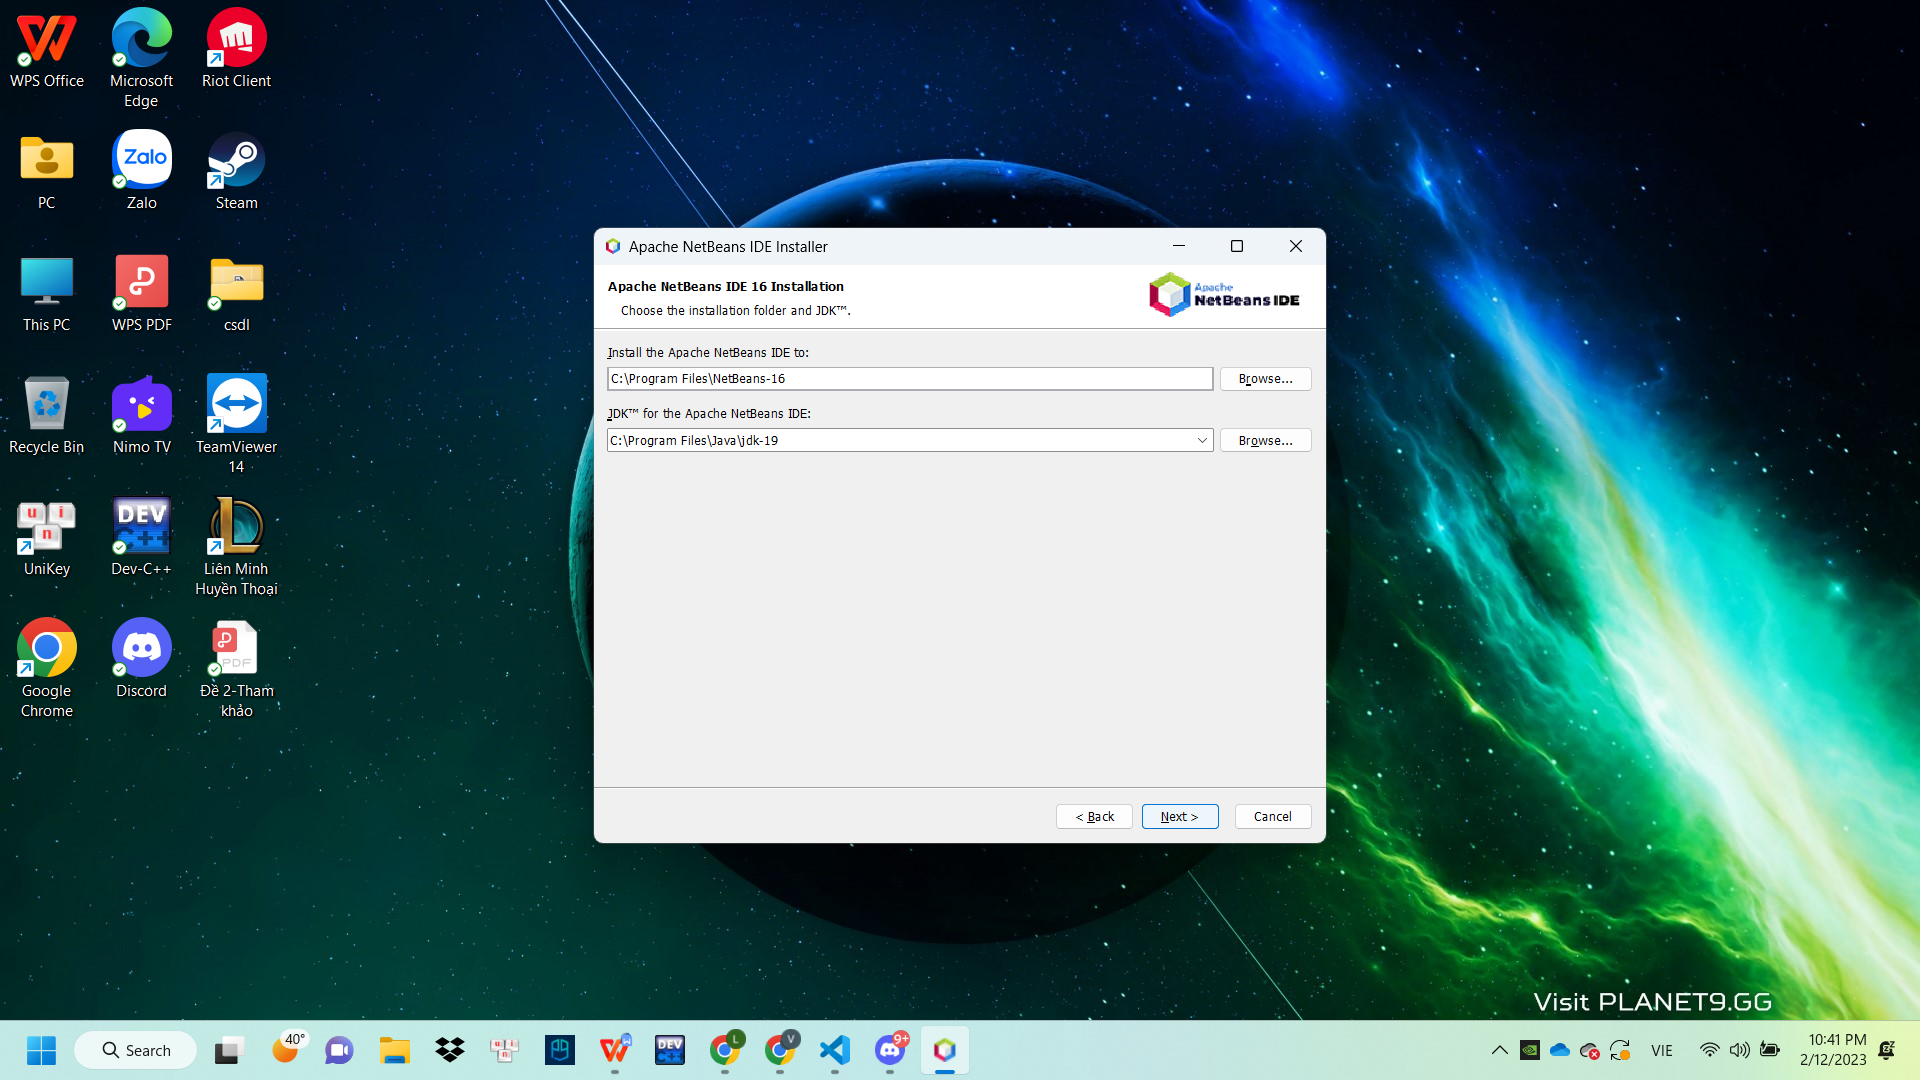 WPS Office
Microsoft
Edge
Riot Client
PC
Zalo
Zalo
Steam
This PC
WPS PDF
csdl
Recycle Bin
Nimo TV
TeamViewer
14
u i
n
UniKey
DEV
C++
Dev-C++
Liên Minh
Huyền Thoại
Google
Chrome
Discord
PDF
Đề 2-Tham
khảo
Apache NetBeans IDE Installer
Apache NetBeans IDE 16 Installation
Choose the installation folder and JDK™.
Apache
NetBeans IDE
Install the Apache NetBeans IDE to:
C:\Program Files\NetBeans-16
Browse...
JDK™ for the Apache NetBeans IDE:
C:\Program Files\Java\jdk-19
Browse...
< Back
Next >
Cancel
Visit PLANET9.GG
Search
40°
u i
n
DEV
C++
L
V
9+
VIE
10:41 PM
2/12/2023